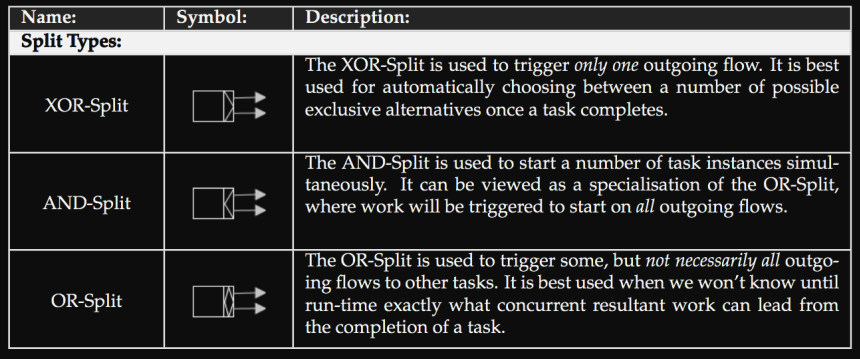 Name: Symbol: Description:
Split Types:
XOR-Split
The XOR-Split is used to trigger only one outgoing flow. It is best
used for automatically choosing between a number of possible
exclusive alternatives once a task completes.
AND-Split
The AND-Split is used to start a number of task instances simul-
taneously. It can be viewed as a specialisation of the OR-Split,
where work will be triggered to start on all outgoing flows.
OR-Split
The OR-Split is used to trigger some, but not necessarily all outgo-
ing flows to other tasks. It is best used when we won't know until
run-time exactly what concurrent resultant work can lead from
the completion of a task.